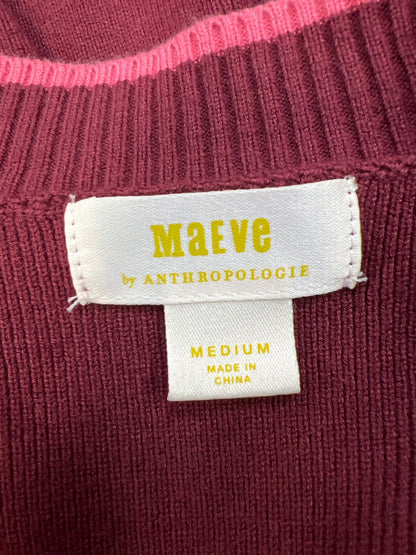 MaEve
by ANTHROPOLOGIE
MEDIUM
MADE IN
CHINA